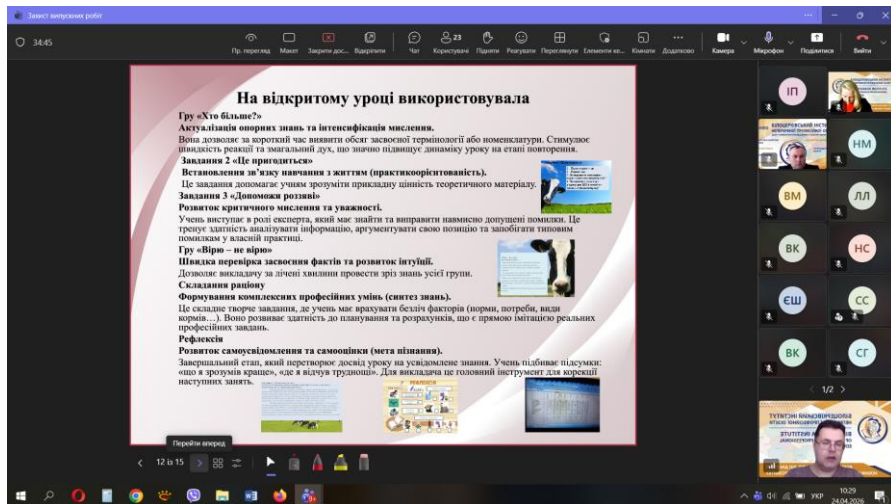 Захист випускних робіт
34:45
Пр. перегляд
Макет
Закрити дос...
Відкріпити
Чат
23
Користувачі
Підняти
Реагувати
Переглянути
Елементи ке...
Кімнати
Додатково
Камера
Мікрофон
Поділитися
Вийти
На відкритому уроці використовувала
Гру «Хто більше?»
Актуалізація опорних знань та інтенсифікація мислення.
Вона дозволяє за короткий час виявити обсяг засвоєної термінології або номенклатури. Стимулює
швидкість реакції та змагальний дух, що значно підвищує динаміку уроку на етапі повторення.
Завдання 2 «Це пригодиться»
Встановлення зв’язку навчання з життям (практикоорієнтованість).
Це завдання допомагає учням зрозуміти прикладну цінність теоретичного матеріалу.
Завдання 3 «Допоможи роззяві»
Розвиток критичного мислення та уважності.
Учень виступає в ролі експерта, який має знайти та виправити навмисно допущені помилки. Це
тренує здатність аналізувати інформацію, аргументувати свою позицію та запобігати типовим
помилкам у власній практиці.
Гру «Вірю – не вірю»
Швидка перевірка засвоєння фактів та розвиток інтуїції.
Дозволяє викладачу за лічені хвилини провести зріз знань усієї групи.
Складання раціону
Формування комплексних професійних умінь (синтез знань).
Це складне творче завдання, де учень має врахувати безліч факторів (норми, потреби, види
кормів…). Воно розвиває здатність до планування та розрахунків, що є прямою імітацією реальних
професійних завдань.
Рефлексія
Розвиток самоусвідомлення та самооцінки (мета пізнання).
Завершальний етап, який перетворює досвід уроку на усвідомлене знання. Учень підбиває підсумки:
«що я зрозумів краще», «де я відчув труднощі». Для викладача це головний інструмент для корекції
наступних занять.
РЕФЛЕКСІЯ
Перейти вперед
12 із 15
ІП
НМ
ВМ
ЛЛ
ВК
НС
ЄШ
СС
ВК
СГ
1/2
УКР
10:29
24.04.2026